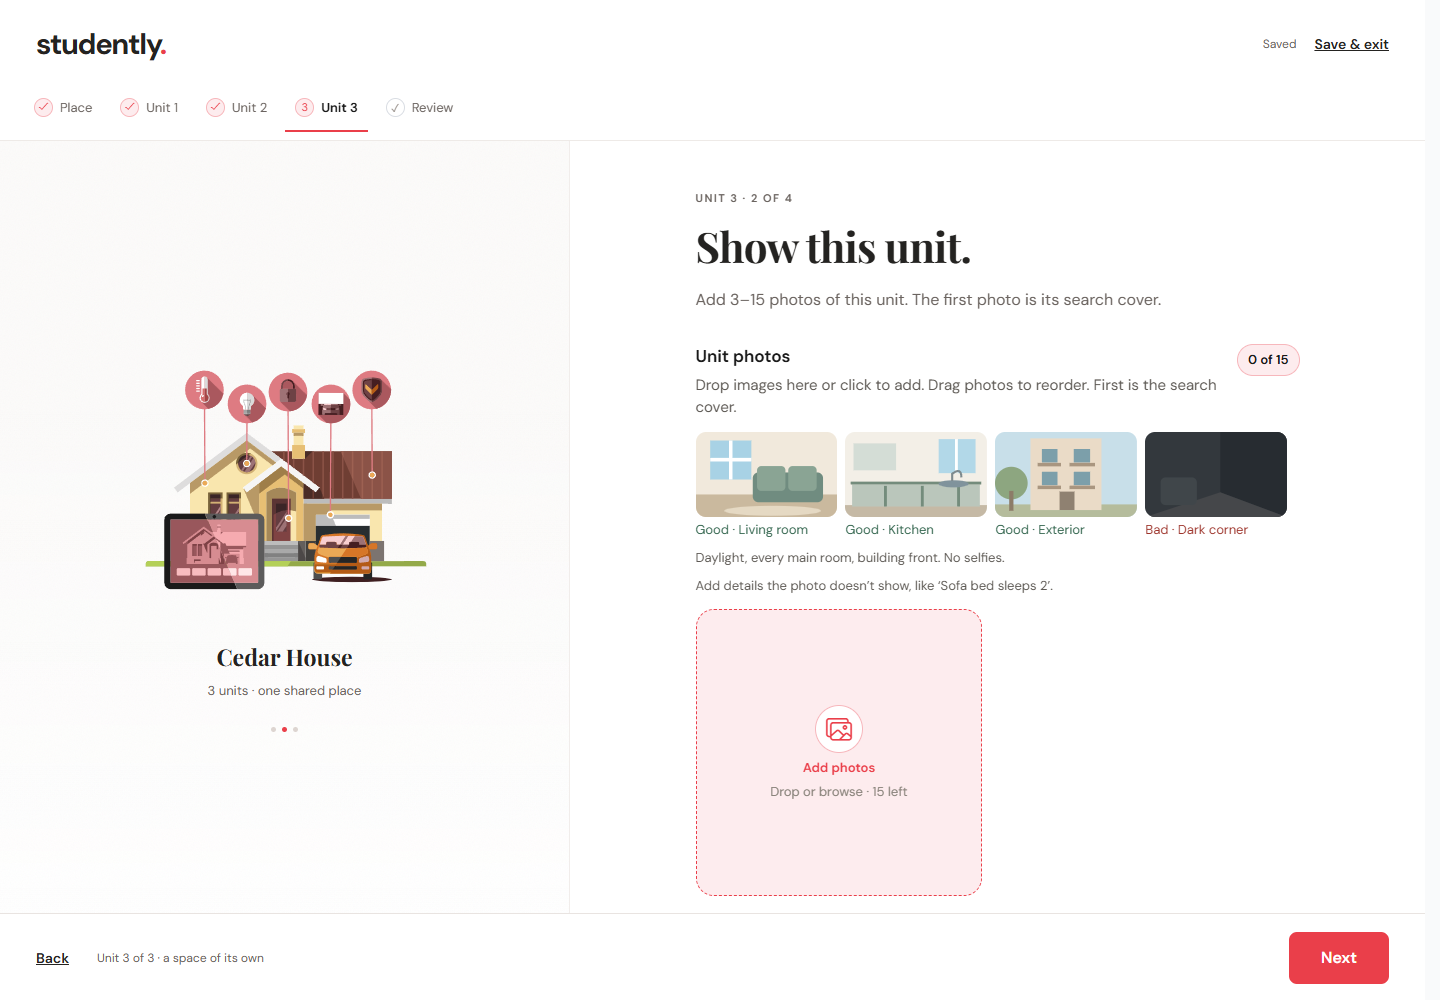 studently.
Saved
Save & exit
Place
Unit 1
Unit 2
3
Unit 3
Review
Cedar House
3 units · one shared place
UNIT 3 · 2 OF 4
Show this unit.
Add 3–15 photos of this unit. The first photo is its search cover.
Unit photos
0 of 15
Drop images here or click to add. Drag photos to reorder. First is the search
cover.
Good · Living room
Good · Kitchen
Good · Exterior
Bad · Dark corner
Daylight, every main room, building front. No selfies.
Add details the photo doesn’t show, like ‘Sofa bed sleeps 2’.
Add photos
Drop or browse · 15 left
Back
Unit 3 of 3 · a space of its own
Next